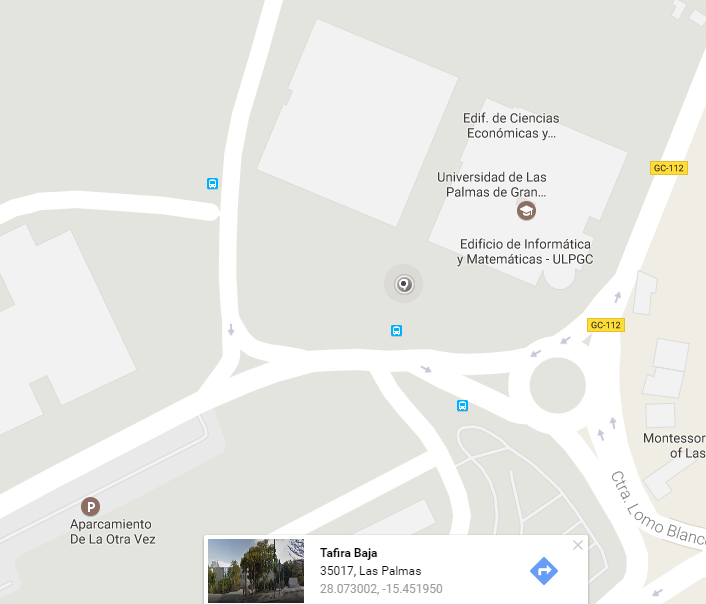 Edif. de Ciencias
Económicas y...
GC-112
Universidad de Las
Palmas de Gran...
Edificio de Informática
y Matemáticas - ULPGC
GC-112
Montessor
of Las
Ctra. Lomo Blanco
P
Aparcamiento
De La Otra Vez
Tafira Baja
35017, Las Palmas
28.073002, -15.451950